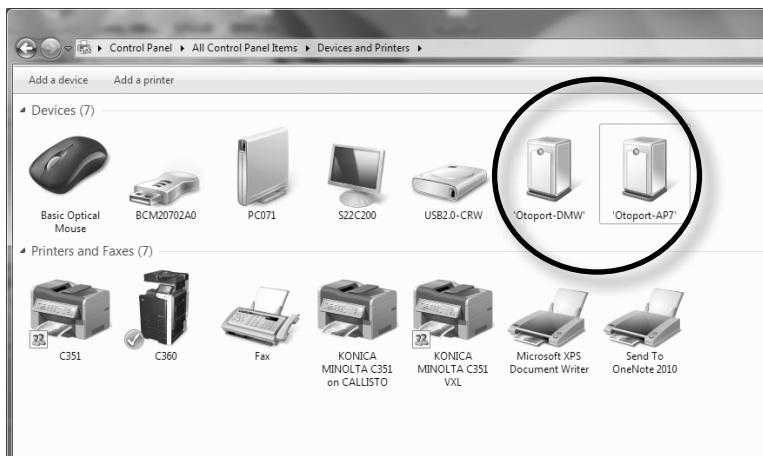 Control Panel ▸ All Control Panel Items ▸ Devices and Printers ▸
Add a device Add a printer
Devices (7)
Basic Optical
Mouse
BCM20702A0
PC071
S22C200
USB2.0-CRW
'Otoport-DMW'
'Otoport-AP7'
Printers and Faxes (7)
C351
C360
Fax
KONICA
MINOLTA C351
on CALLISTO
KONICA
MINOLTA C351
VXL
Microsoft XPS
Document Writer
Send To
OneNote 2010